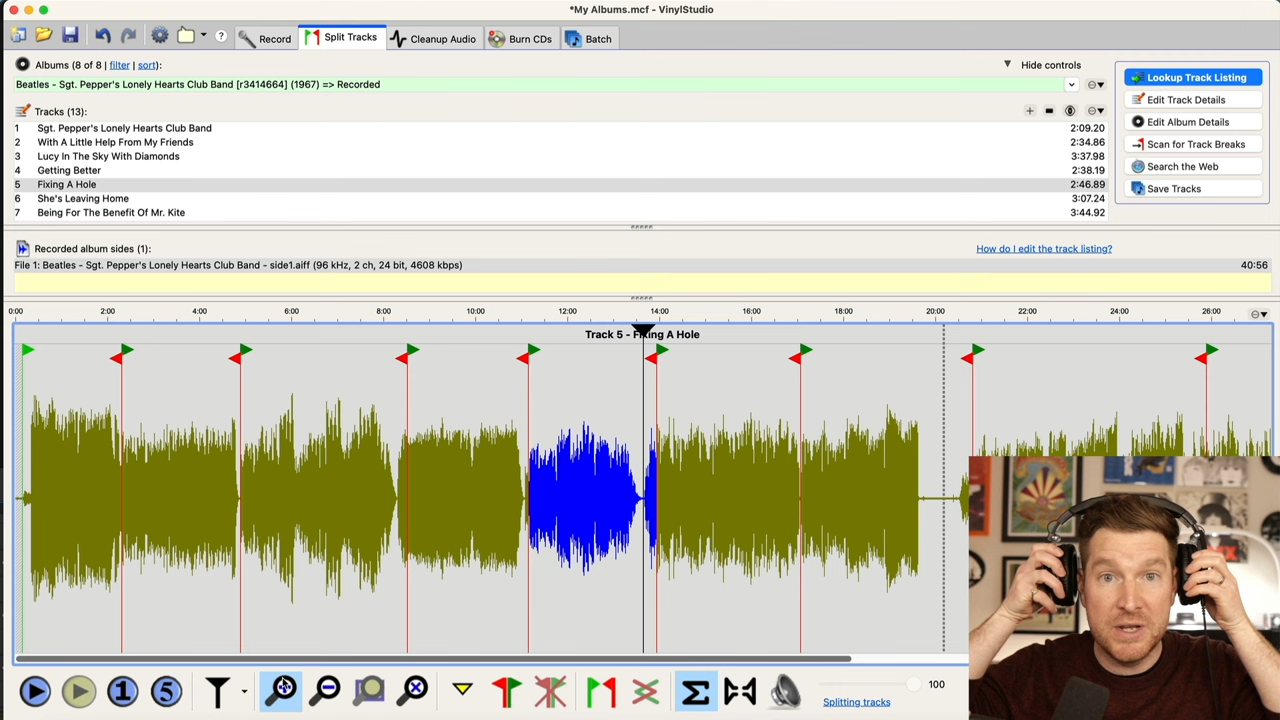 *My Albums.mcf - VinylStudio
Record
Split Tracks
Cleanup Audio
Burn CDs
Batch
Albums (8 of 8 | filter | sort):
Hide controls
Beatles - Sgt. Pepper's Lonely Hearts Club Band [r3414664] (1967) => Recorded
Tracks (13):
1 Sgt. Pepper's Lonely Hearts Club Band 2:09.20
2 With A Little Help From My Friends 2:34.86
3 Lucy In The Sky With Diamonds 3:37.98
4 Getting Better 2:38.19
5 Fixing A Hole 2:46.89
6 She's Leaving Home 3:07.24
7 Being For The Benefit Of Mr. Kite 3:44.92
Lookup Track Listing
Edit Track Details
Edit Album Details
Scan for Track Breaks
Search the Web
Save Tracks
Recorded album sides (1):
How do I edit the track listing?
File 1: Beatles - Sgt. Pepper's Lonely Hearts Club Band - side1.aiff (96 kHz, 2 ch, 24 bit, 4608 kbps) 40:56
0:00 2:00 4:00 6:00 8:00 10:00 12:00 14:00 16:00 18:00 20:00 22:00 24:00 26:00
Track 5 - Fixing A Hole
1
5
100
Splitting tracks